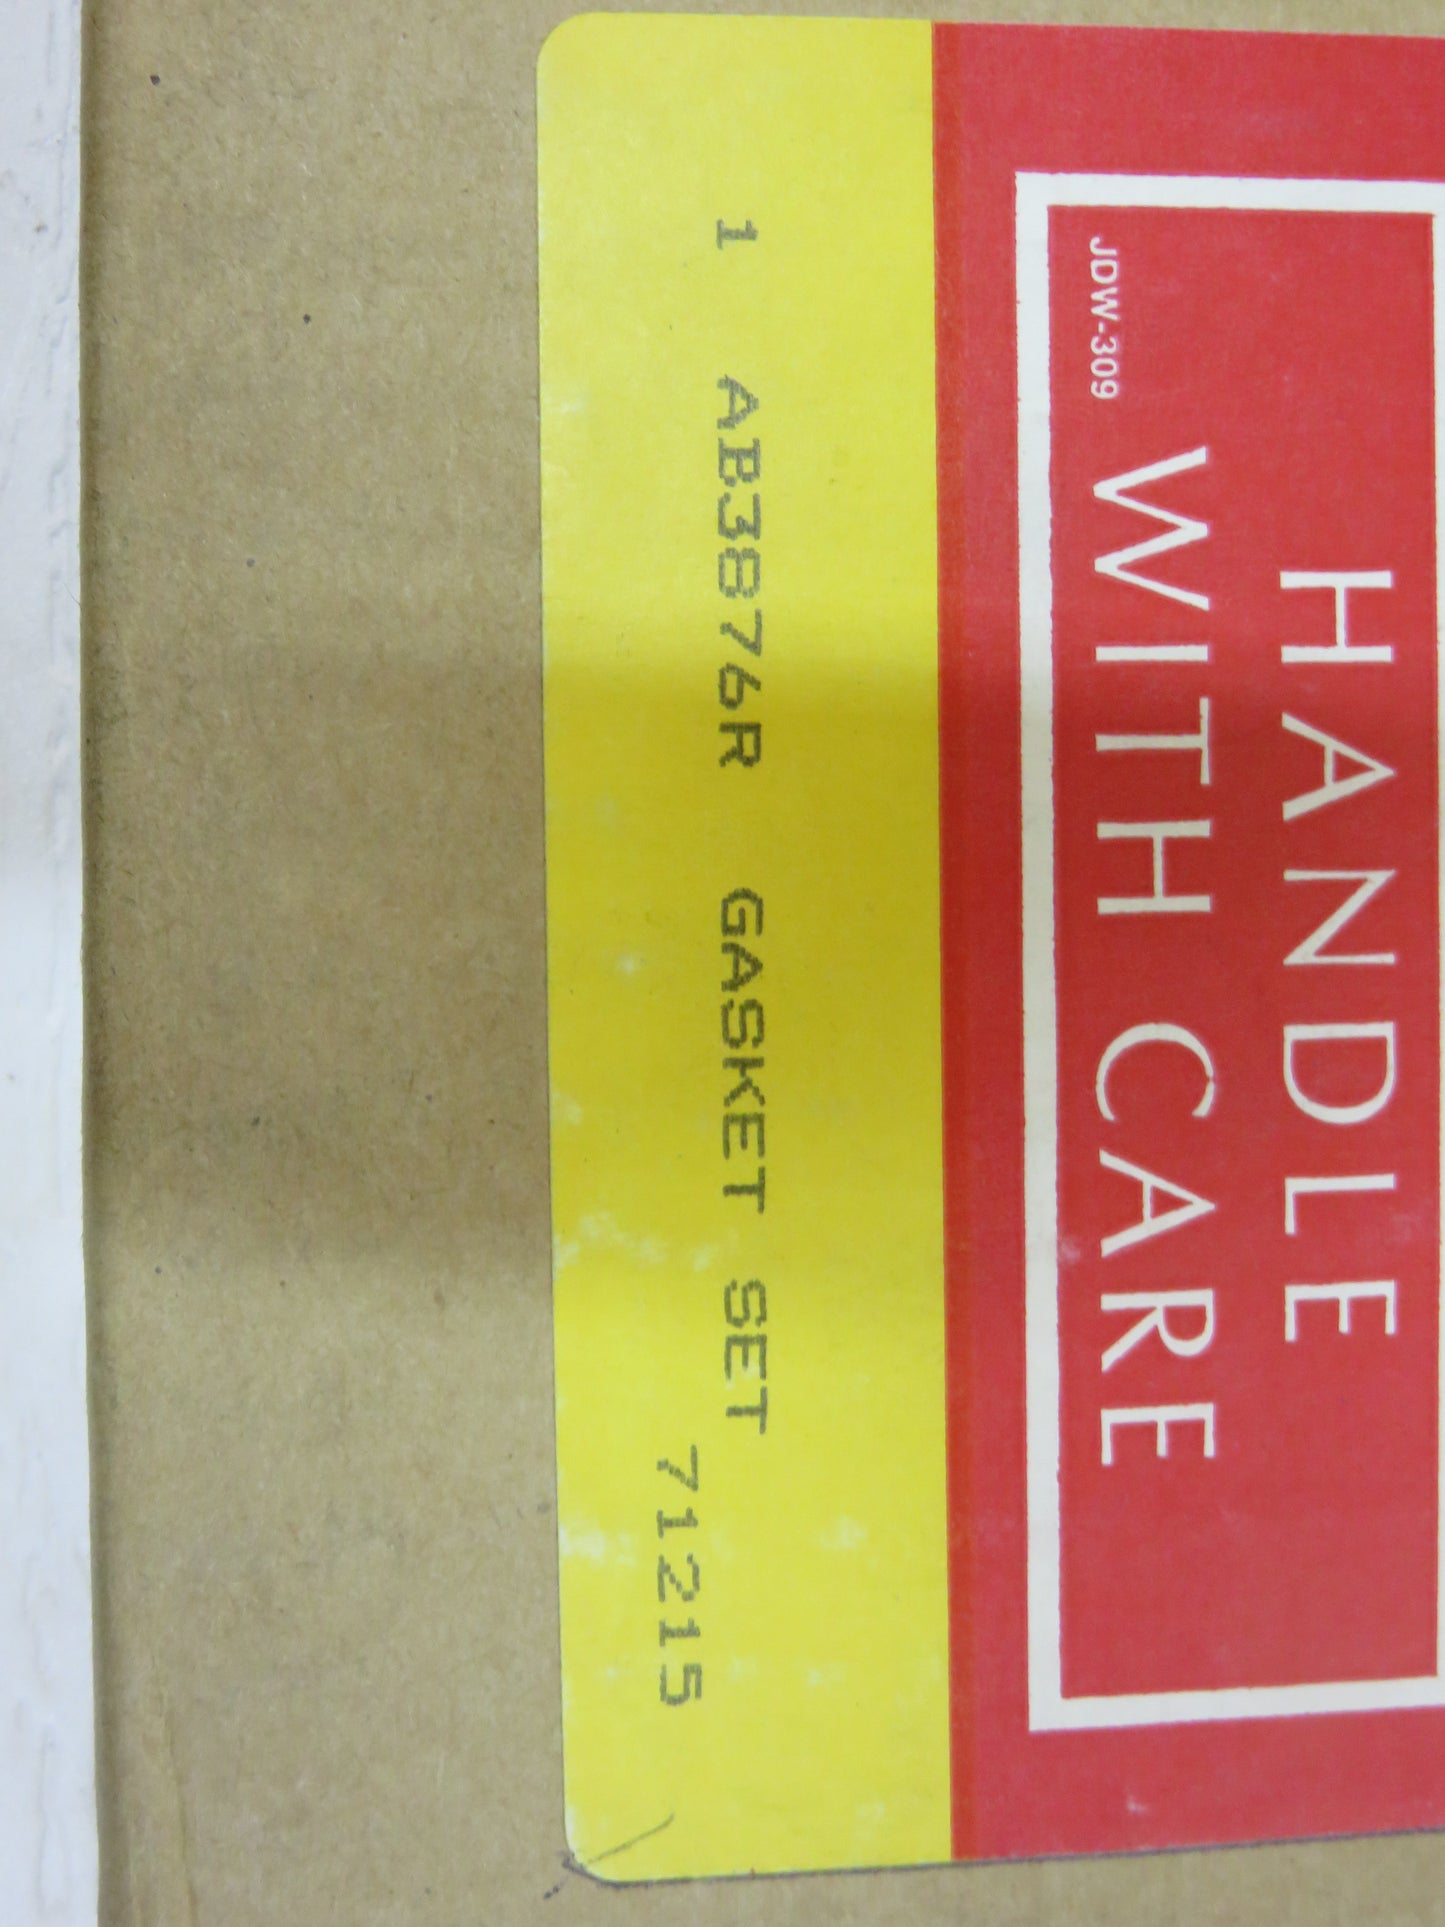 HANDLE
WITH CARE
JDW-309
1 AB3876R GASKET SET
71215